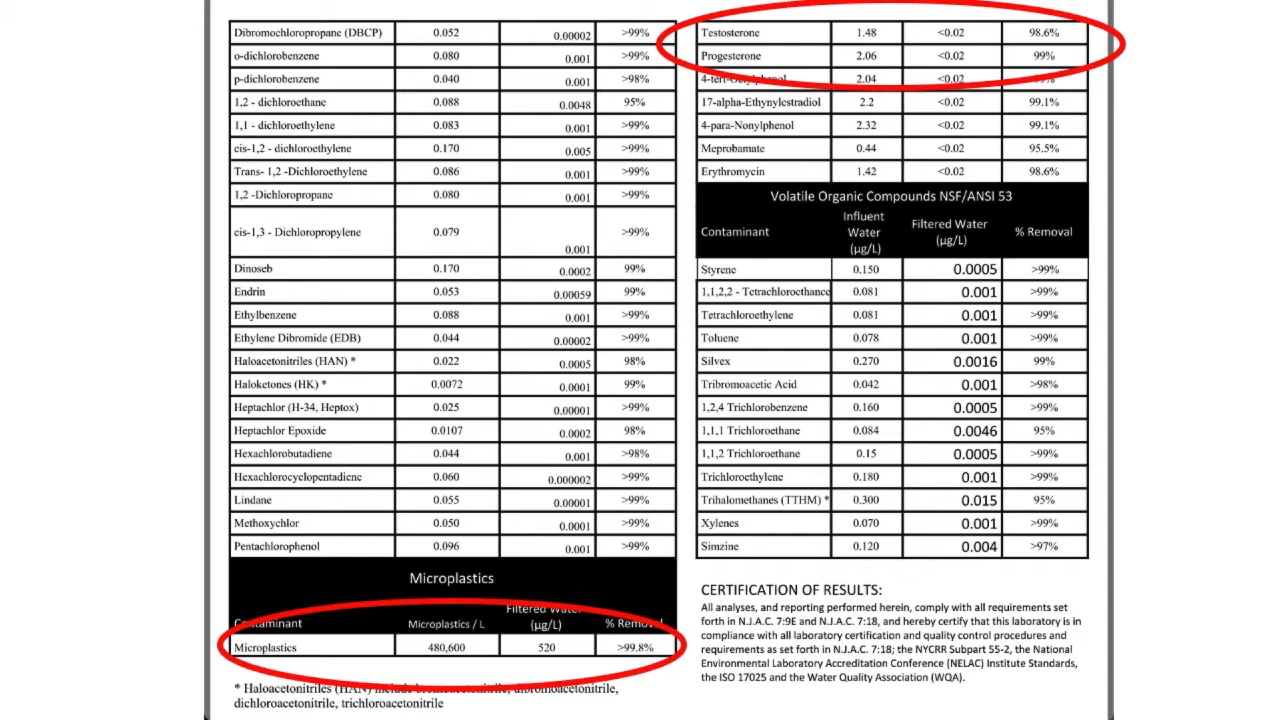 Dibromochloropropane (DBCP) 0.052 0.00002 >99%
o-dichlorobenzene 0.080 0.001 >99%
p-dichlorobenzene 0.040 0.001 >98%
1,2 - dichloroethane 0.088 0.0048 95%
1,1 - dichloroethylene 0.083 0.001 >99%
cis-1,2 - dichloroethylene 0.170 0.005 >99%
Trans- 1,2 -Dichloroethylene 0.086 0.001 >99%
1,2 -Dichloropropane 0.080 0.001 >99%
cis-1,3 - Dichloropropylene 0.079 0.001 >99%
Dinoseb 0.170 0.0002 99%
Endrin 0.053 0.00059 99%
Ethylbenzene 0.088 0.001 >99%
Ethylene Dibromide (EDB) 0.044 0.00002 >99%
Haloacetonitriles (HAN) * 0.022 0.0005 98%
Haloketones (HK) * 0.0072 0.0001 99%
Heptachlor (H-34, Heptox) 0.025 0.00001 >99%
Heptachlor Epoxide 0.0107 0.0002 98%
Hexachlorobutadiene 0.044 0.001 >98%
Hexachlorocyclopentadiene 0.060 0.000002 >99%
Lindane 0.055 0.00001 >99%
Methoxychlor 0.050 0.0001 >99%
Pentachlorophenol 0.096 0.001 >99%
Microplastics
Contaminant Microplastics / L Filtered Water (µg/L) % Removal
Microplastics 480,600 520 >99.8%
* Haloacetonitriles (HAN) include bromoacetonitrile, dibromoacetonitrile,
dichloroacetonitrile, trichloroacetonitrile
Testosterone 1.48 <0.02 98.6%
Progesterone 2.06 <0.02 99%
4-tert-Octylphenol 2.04 <0.02 99%
17-alpha-Ethynylestradiol 2.2 <0.02 99.1%
4-para-Nonylphenol 2.32 <0.02 99.1%
Meprobamate 0.44 <0.02 95.5%
Erythromycin 1.42 <0.02 98.6%
Volatile Organic Compounds NSF/ANSI 53
Contaminant Influent Water (µg/L) Filtered Water (µg/L) % Removal
Styrene 0.150 0.0005 >99%
1,1,2,2 - Tetrachloroethance 0.081 0.001 >99%
Tetrachloroethylene 0.081 0.001 >99%
Toluene 0.078 0.001 >99%
Silvex 0.270 0.0016 99%
Tribromoacetic Acid 0.042 0.001 >98%
1,2,4 Trichlorobenzene 0.160 0.0005 >99%
1,1,1 Trichloroethane 0.084 0.0046 95%
1,1,2 Trichloroethane 0.15 0.0005 >99%
Trichloroethylene 0.180 0.001 >99%
Trihalomethanes (TTHM) * 0.300 0.015 95%
Xylenes 0.070 0.001 >99%
Simzine 0.120 0.004 >97%
CERTIFICATION OF RESULTS:
All analyses, and reporting performed herein, comply with all requirements set
forth in N.J.A.C. 7:9E and N.J.A.C. 7:18, and hereby certify that this laboratory is in
compliance with all laboratory certification and quality control procedures and
requirements as set forth in N.J.A.C. 7:18; the NYCRR Subpart 55-2, the National
Environmental Laboratory Accreditation Conference (NELAC) Institute Standards,
the ISO 17025 and the Water Quality Association (WQA).